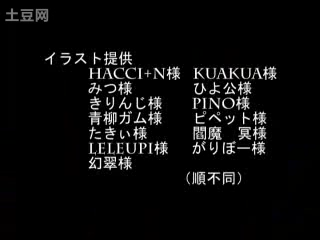 土豆网
イラスト提供
HACCI+N様 KUAKUA様
みつ様 ひよ公様
きりんじ様 PINO様
青柳ガム様 ピペット様
たきぃ様 閻魔　冥様
LELEUPI様 がりぼー様
幻翠様
（順不同）